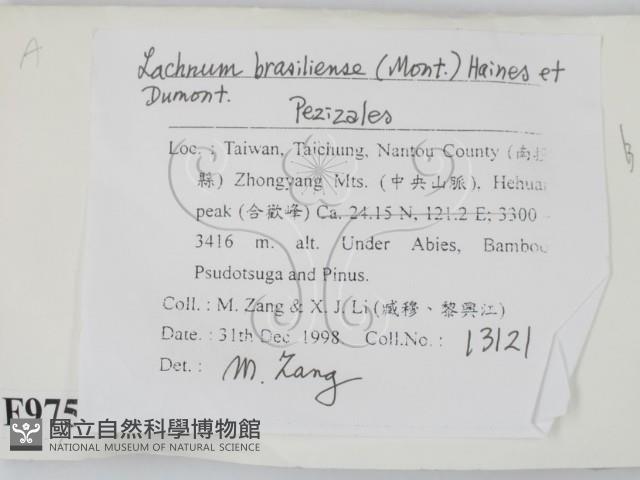 A
Lachnum brasiliense (Mont.) Haines et
Dumont.
Pezizales
Loc. : Taiwan, Taichung, Nantou County (南投
縣) Zhongyang Mts. (中央山脈), Hehuan
peak (合歡峰) Ca. 24.15 N, 121.2 E; 3300 -
3416 m. alt. Under Abies, Bamboo
Psudotsuga and Pinus.
Coll. : M. Zang & X. J. Li (臧穆、黎興江)
Date. : 31th Dec. 1998 Coll.No. : 13121
Det. : M. Zang
F975
國立自然科學博物館
NATIONAL MUSEUM OF NATURAL SCIENCE